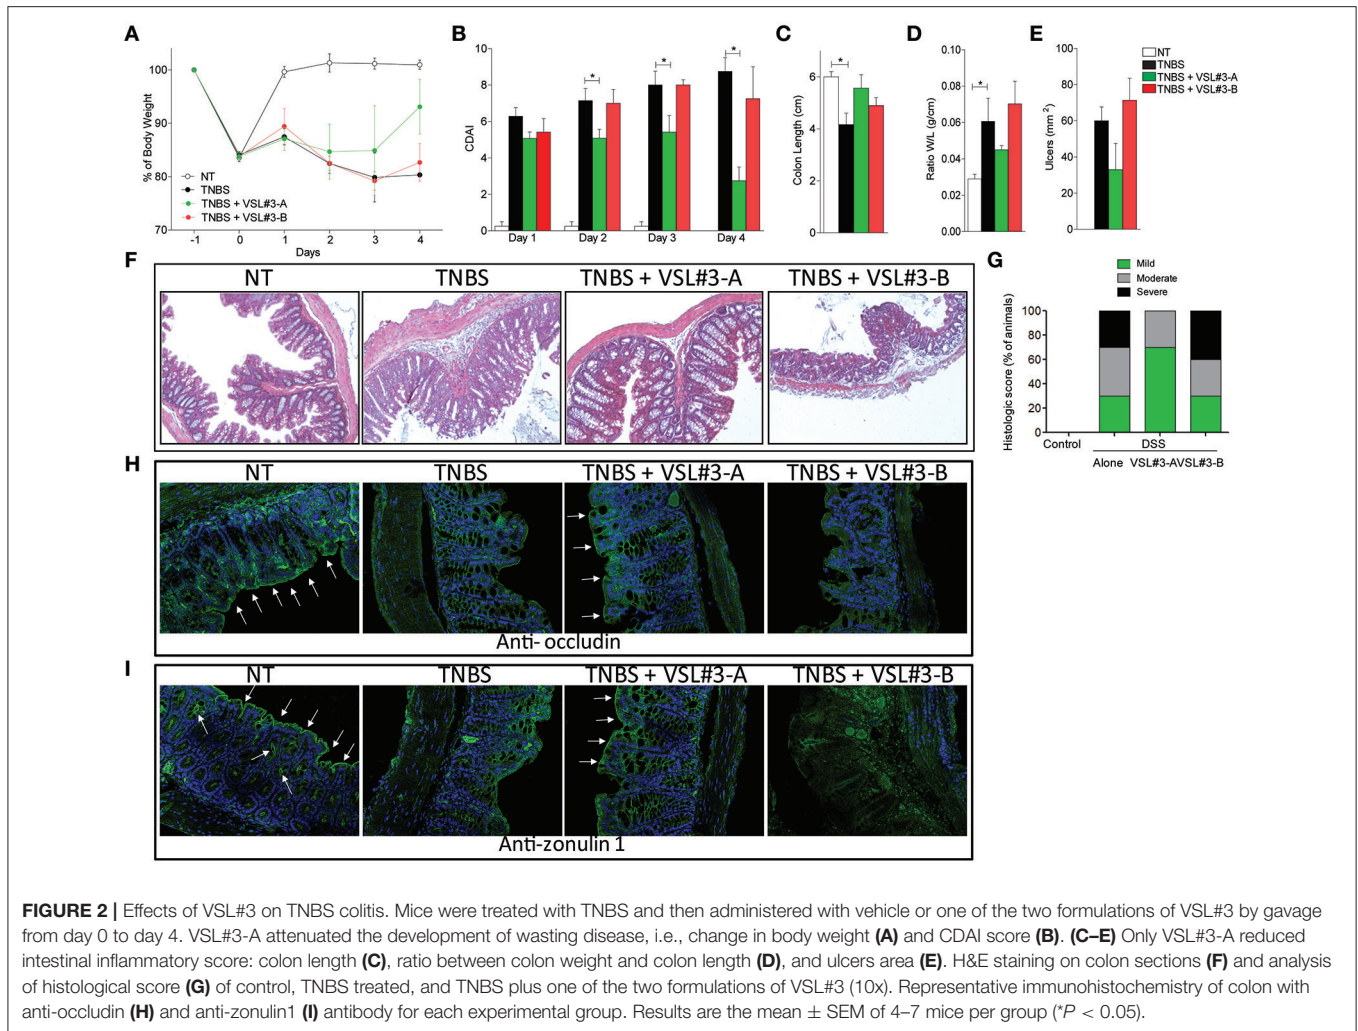 A
% of Body Weight
100
90
80
70
NT
TNBS
TNBS + VSL#3-A
TNBS + VSL#3-B
-1 0 1 2 3 4
Days
B
CDAI
10
8
6
4
2
0
* * *
Day 1 Day 2 Day 3 Day 4
C
Colon Length (cm)
6
4
2
0
*
D
Ratio W/L (g/cm)
0.10
0.08
0.06
0.04
0.02
0.00
*
E
Ulcers (mm 2)
100
80
60
40
20
0
NT
TNBS
TNBS + VSL#3-A
TNBS + VSL#3-B
F
NT TNBS TNBS + VSL#3-A TNBS + VSL#3-B
G
Mild
Moderate
Severe
Histologic score (% of animals)
100
80
60
40
20
0
Control DSS
Alone VSL#3-A VSL#3-B
H
NT TNBS TNBS + VSL#3-A TNBS + VSL#3-B
Anti- occludin
I
NT TNBS TNBS + VSL#3-A TNBS + VSL#3-B
Anti-zonulin 1
FIGURE 2 | Effects of VSL#3 on TNBS colitis. Mice were treated with TNBS and then administered with vehicle or one of the two formulations of VSL#3 by gavage
from day 0 to day 4. VSL#3-A attenuated the development of wasting disease, i.e., change in body weight (A) and CDAI score (B). (C–E) Only VSL#3-A reduced
intestinal inflammatory score: colon length (C), ratio between colon weight and colon length (D), and ulcers area (E). H&E staining on colon sections (F) and analysis
of histological score (G) of control, TNBS treated, and TNBS plus one of the two formulations of VSL#3 (10x). Representative immunohistochemistry of colon with
anti-occludin (H) and anti-zonulin1 (I) antibody for each experimental group. Results are the mean ± SEM of 4–7 mice per group (*P < 0.05).